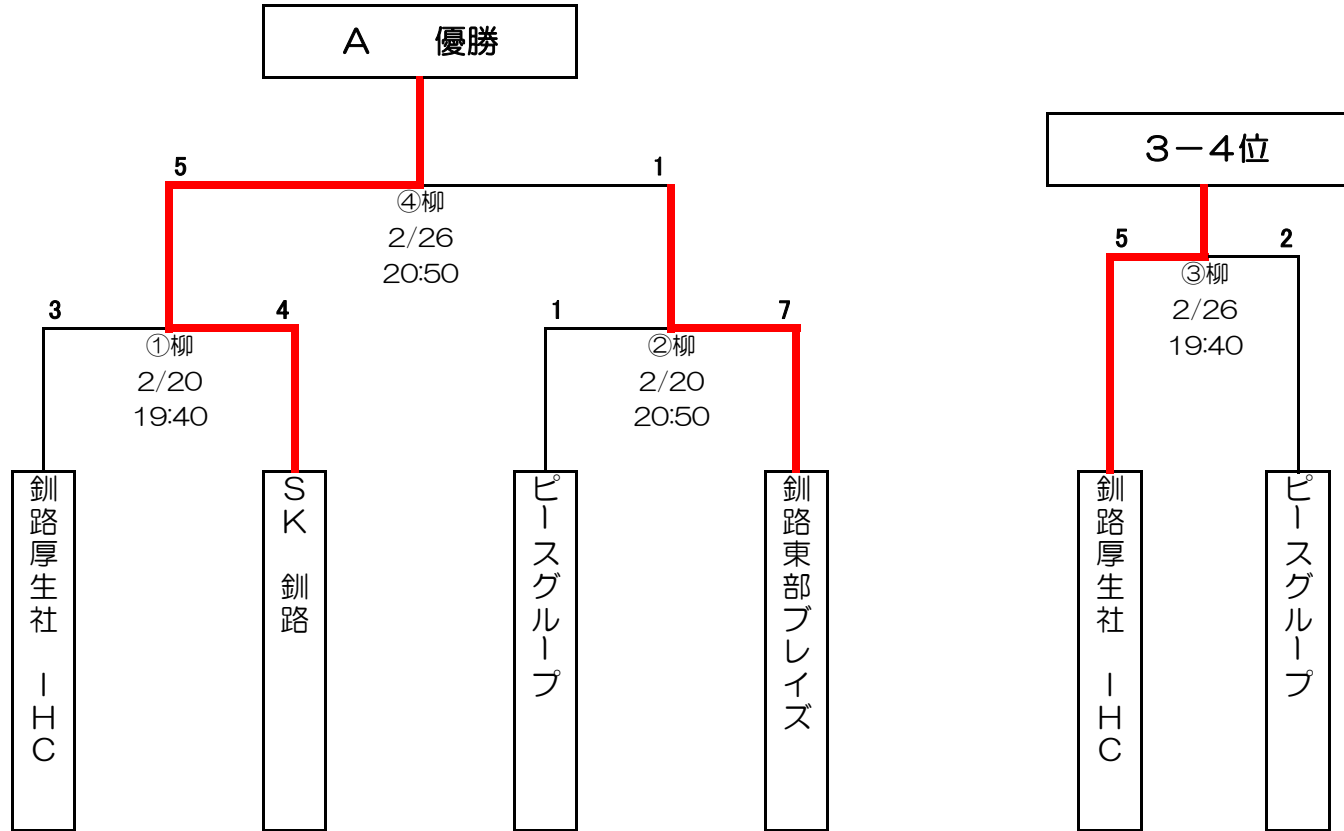 A　優勝
3－4位
5
1
④柳
2/26
20:50
5
2
③柳
2/26
19:40
3
4
①柳
2/20
19:40
1
7
②柳
2/20
20:50
釧路厚生社　IHC
SK　釧路
ピースグループ
釧路東部ブレイズ
釧路厚生社　IHC
ピースグループ